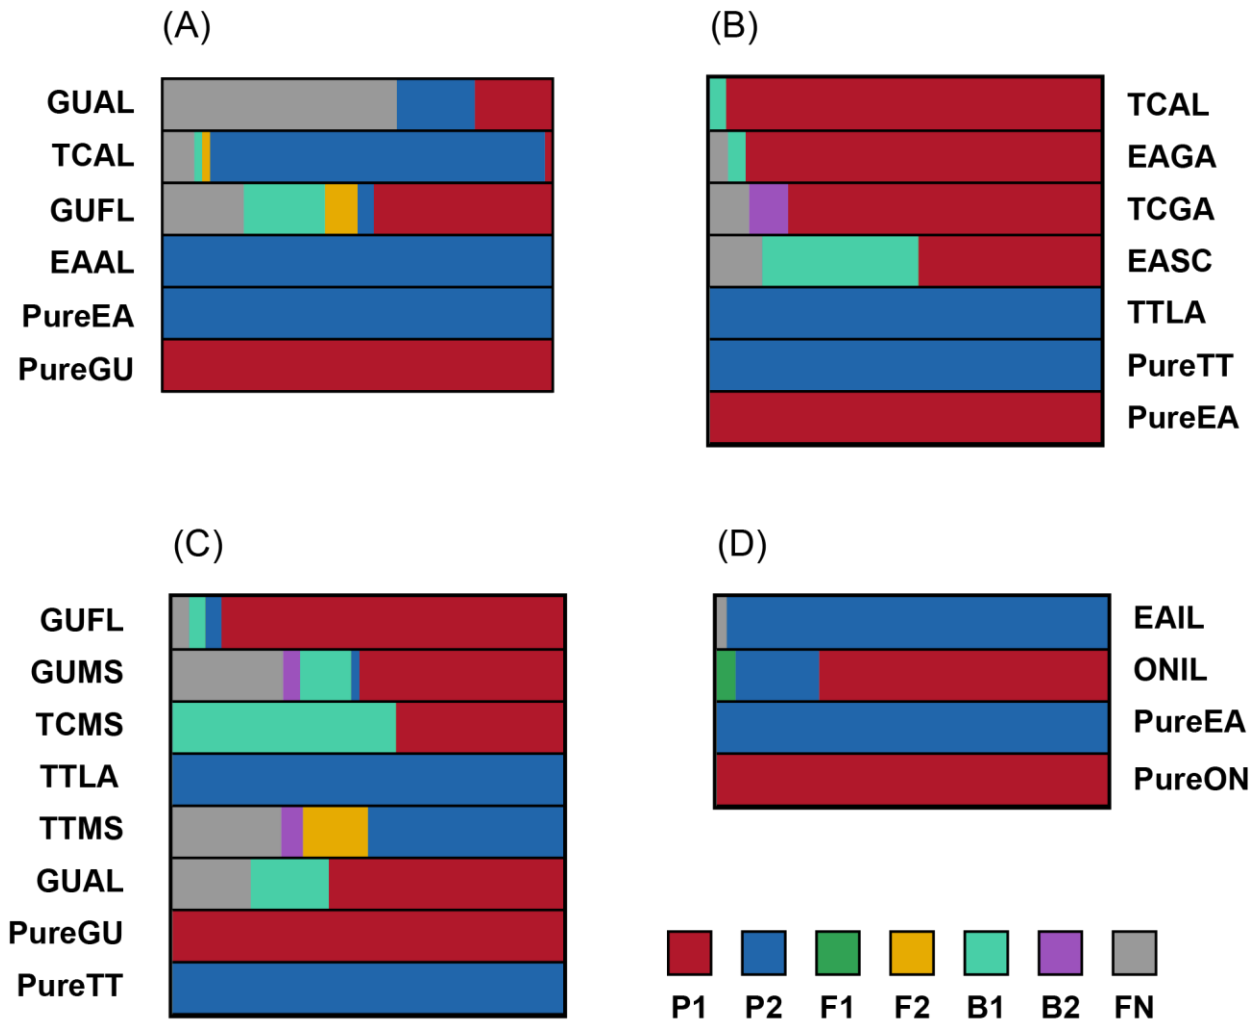 (A)
GUAL
TCAL
GUFL
EAAL
PureEA
PureGU
(B)
TCAL
EAGA
TCGA
EASC
TTLA
PureTT
PureEA
(C)
GUFL
GUMS
TCMS
TTLA
TTMS
GUAL
PureGU
PureTT
(D)
EAIL
ONIL
PureEA
PureON
P1 P2 F1 F2 B1 B2 FN